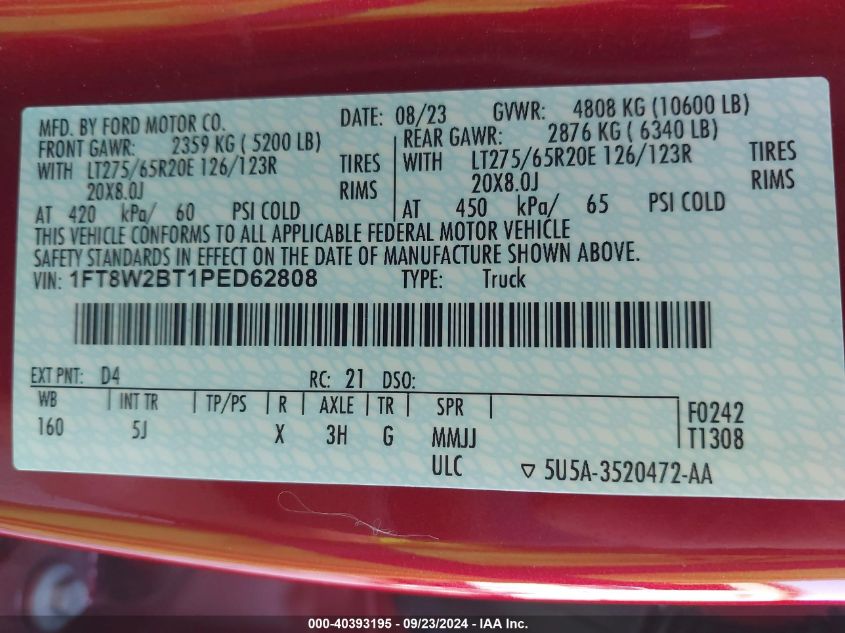 MFD. BY FORD MOTOR CO.
DATE: 08/23 GVWR: 4808 KG (10600 LB)
FRONT GAWR: 2359 KG ( 5200 LB)
REAR GAWR: 2876 KG ( 6340 LB)
WITH LT275/65R20E 126/123R TIRES
WITH LT275/65R20E 126/123R TIRES
20X8.0J RIMS
20X8.0J RIMS
AT 420 kPa/ 60 PSI COLD
AT 450 kPa/ 65 PSI COLD
THIS VEHICLE CONFORMS TO ALL APPLICABLE FEDERAL MOTOR VEHICLE
SAFETY STANDARDS IN EFFECT ON THE DATE OF MANUFACTURE SHOWN ABOVE.
VIN: 1FT8W2BT1PED62808 TYPE: Truck
EXT PNT: D4 RC: 21 DSO:
WB INT TR TP/PS R AXLE TR SPR
160 5J X 3H G MMJJ
ULC
F0242
T1308
5U5A-3520472-AA
000-40393195 - 09/23/2024 - IAA Inc.